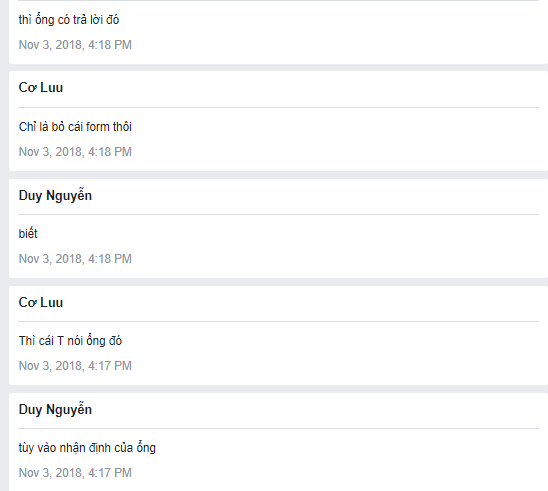 thì ổng có trả lời đó
Nov 3, 2018, 4:18 PM
Cơ Luu
Chỉ là bỏ cái form thôi
Nov 3, 2018, 4:18 PM
Duy Nguyễn
biết
Nov 3, 2018, 4:18 PM
Cơ Luu
Thì cái T nói ổng đó
Nov 3, 2018, 4:17 PM
Duy Nguyễn
tùy vào nhận định của ổng
Nov 3, 2018, 4:17 PM